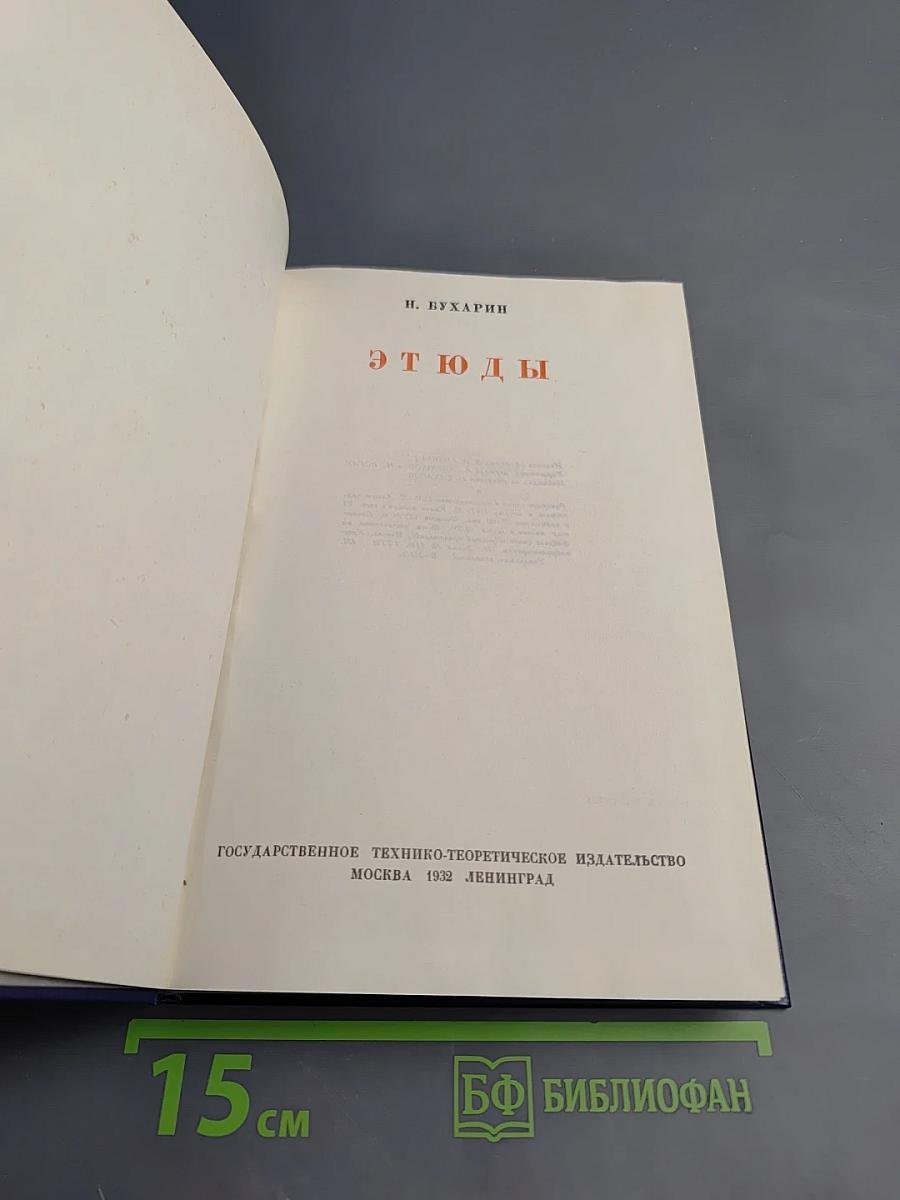 Н. БУХАРИН
ЭТЮДЫ
ГОСУДАРСТВЕННОЕ ТЕХНИКО-ТЕОРЕТИЧЕСКОЕ ИЗДАТЕЛЬСТВО
МОСКВА 1932 ЛЕНИНГРАД
15 см
БФ БИБЛИОФАН